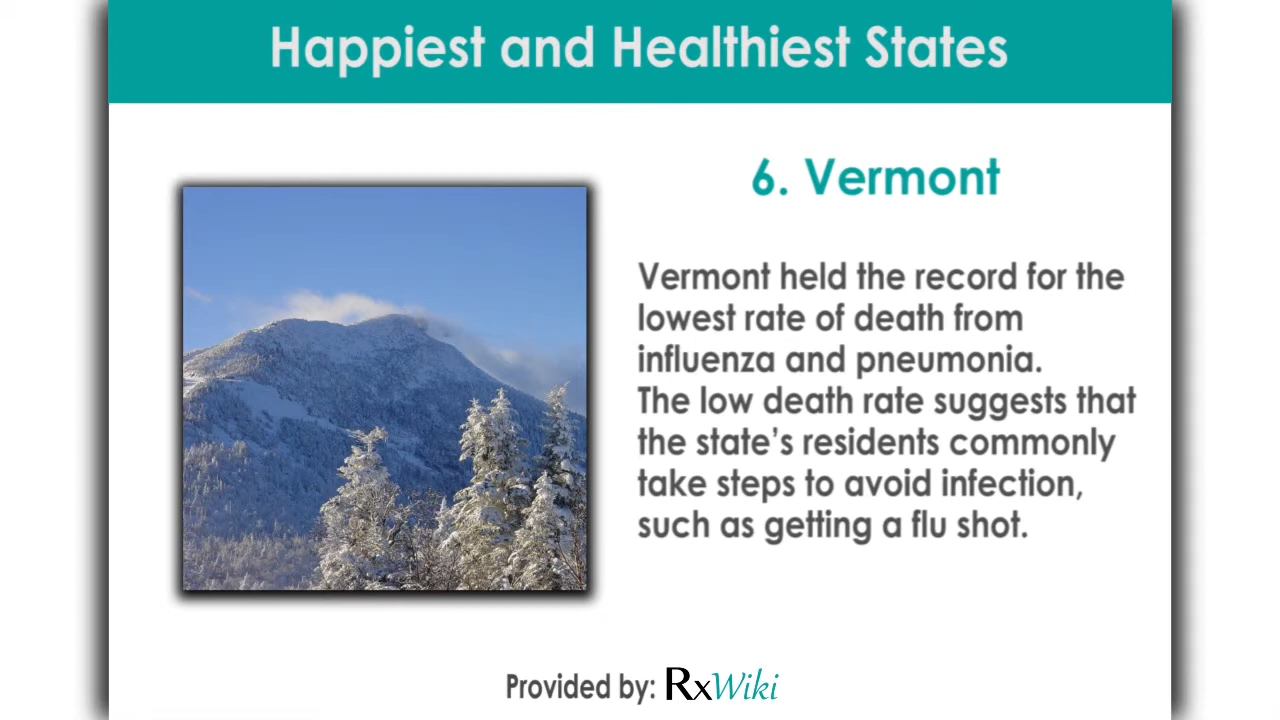 Happiest and Healthiest States
6. Vermont
Vermont held the record for the
lowest rate of death from
influenza and pneumonia.
The low death rate suggests that
the state’s residents commonly
take steps to avoid infection,
such as getting a flu shot.
Provided by: RxWiki